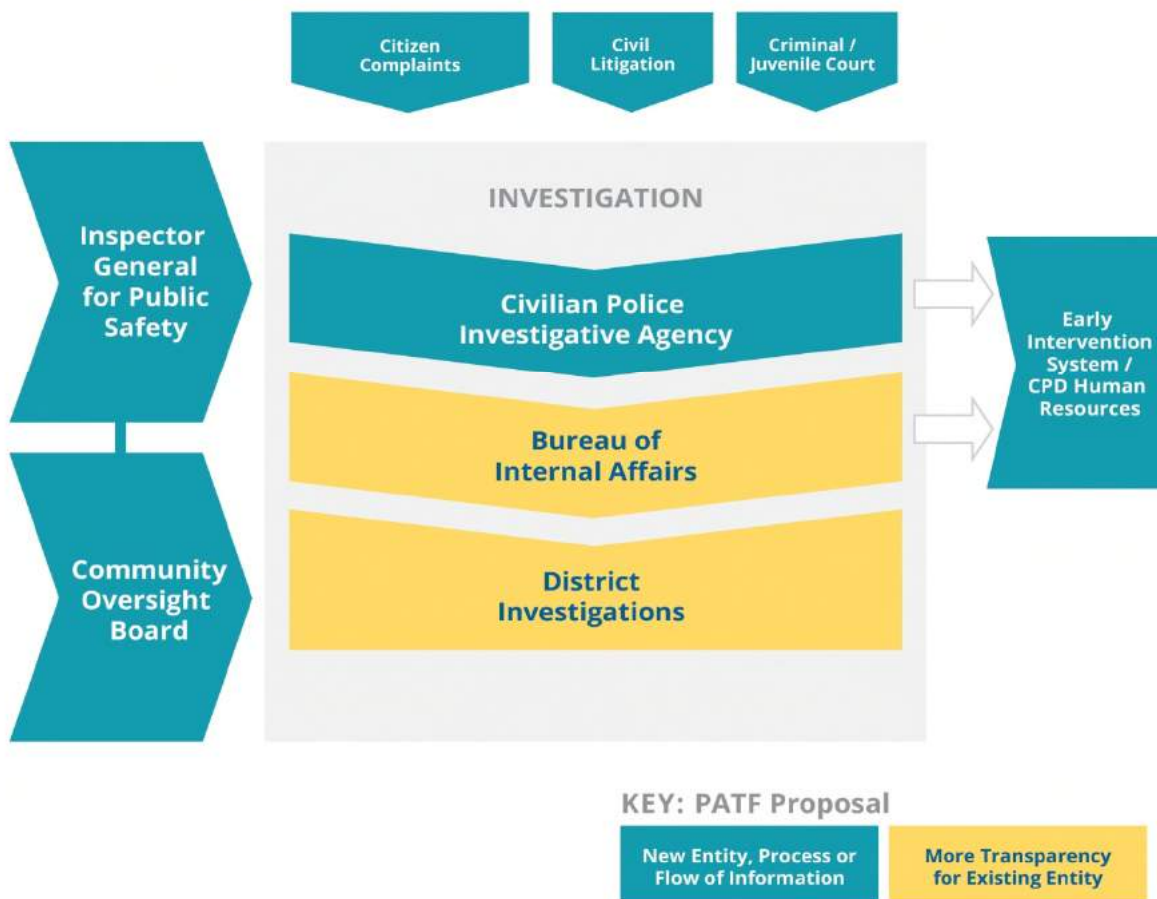 Citizen
Complaints
Civil
Litigation
Criminal /
Juvenile Court
Inspector
General
for Public
Safety
INVESTIGATION
Civilian Police
Investigative Agency
Early
Intervention
System /
CPD Human
Resources
Bureau of
Internal Affairs
Community
Oversight
Board
District
Investigations
KEY: PATF Proposal
New Entity, Process or
Flow of Information
More Transparency
for Existing Entity